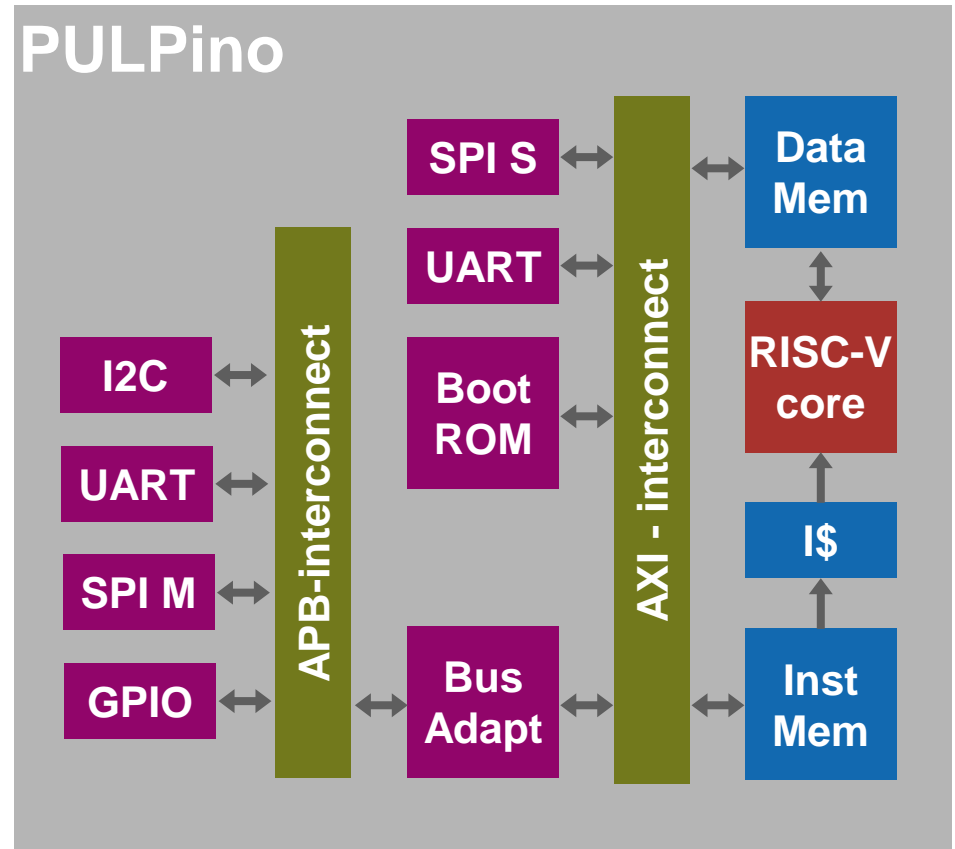 PULPino
SPI S
Data
Mem
UART
I2C
Boot
ROM
RISC-V
core
UART
I$
SPI M
GPIO
APB-interconnect
Bus
Adapt
AXI - interconnect
Inst
Mem